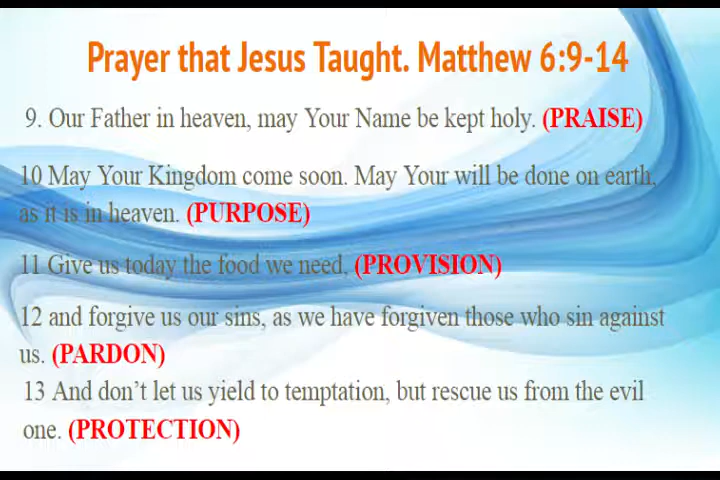 Prayer that Jesus Taught. Matthew 6:9-14
9. Our Father in heaven, may Your Name be kept holy. (PRAISE)
10 May Your Kingdom come soon. May Your will be done on earth,
as it is in heaven. (PURPOSE)
11 Give us today the food we need, (PROVISION)
12 and forgive us our sins, as we have forgiven those who sin against
us. (PARDON)
13 And don’t let us yield to temptation, but rescue us from the evil
one. (PROTECTION)